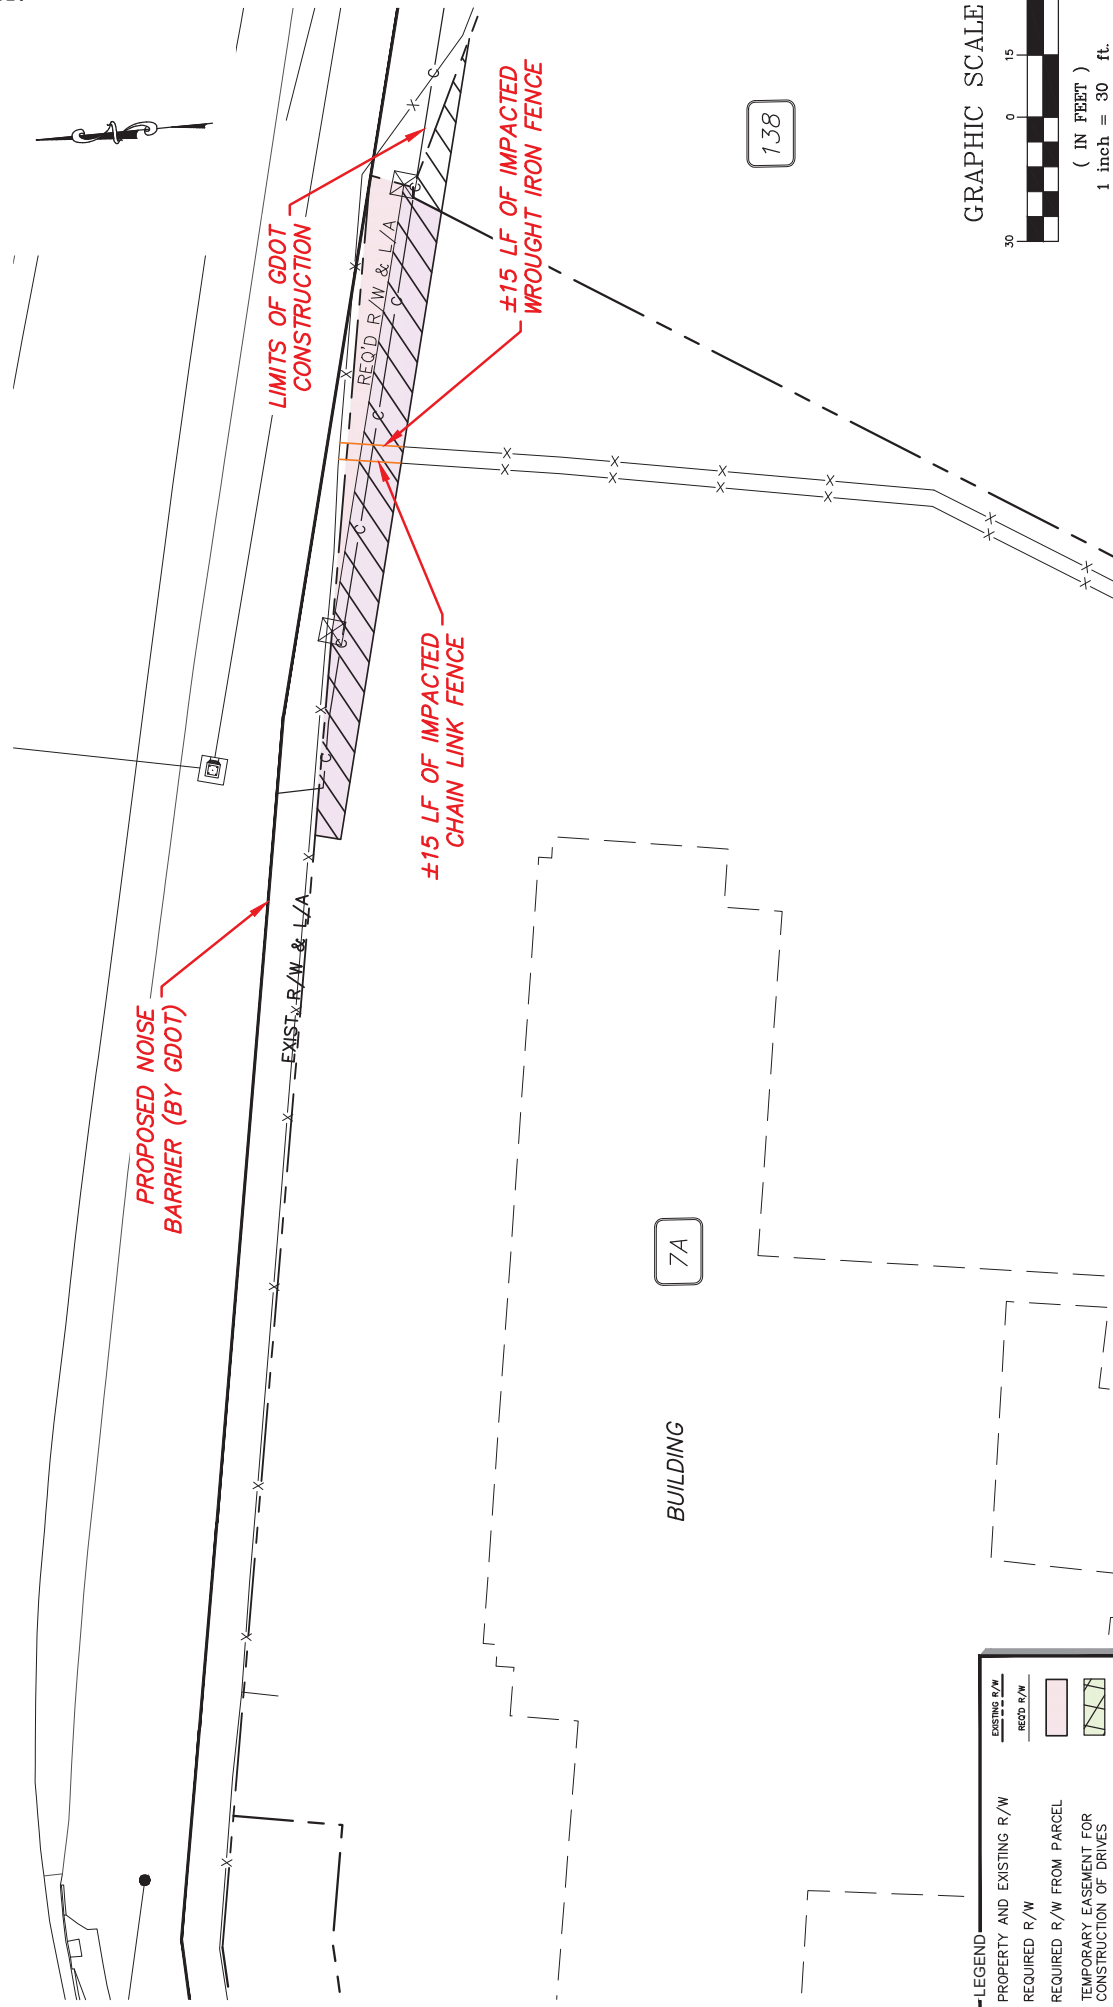 LIMITS OF GDOT
CONSTRUCTION
±15 LF OF IMPACTED
WROUGHT IRON FENCE
138
GRAPHIC SCALE
30
0
15
( IN FEET )
1 inch = 30 ft.
REQ'D R/W & L/A
C
C
C
C
C
C
C
±15 LF OF IMPACTED
CHAIN LINK FENCE
PROPOSED NOISE
BARRIER (BY GDOT)
EXIST. R/W & L/A
7A
BUILDING
LEGEND
PROPERTY AND EXISTING R/W
EXISTING R/W
REQUIRED R/W
REQ'D R/W
REQUIRED R/W FROM PARCEL
TEMPORARY EASEMENT FOR
CONSTRUCTION OF DRIVES